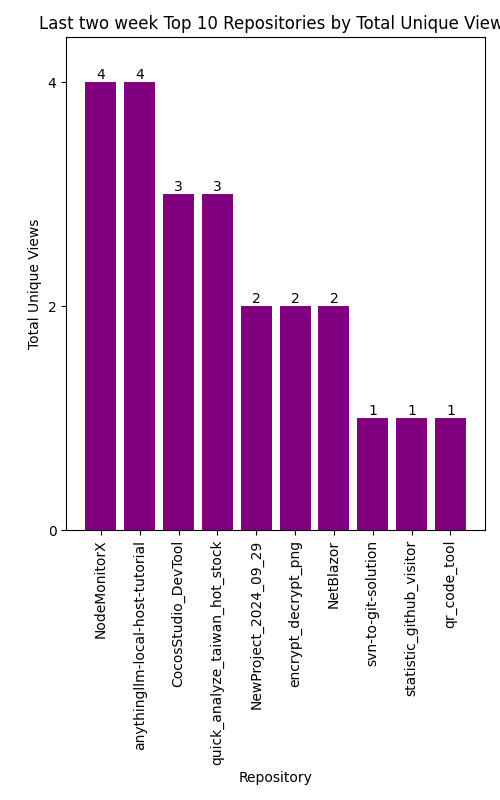 Last two week Top 10 Repositories by Total Unique View
4
4
3
3
2
2
2
1
1
1
4
2
0
Total Unique Views
NodeMonitorX
anythingllm-local-host-tutorial
CocosStudio_DevTool
quick_analyze_taiwan_hot_stock
NewProject_2024_09_29
encrypt_decrypt_png
NetBlazor
svn-to-git-solution
statistic_github_visitor
qr_code_tool
Repository